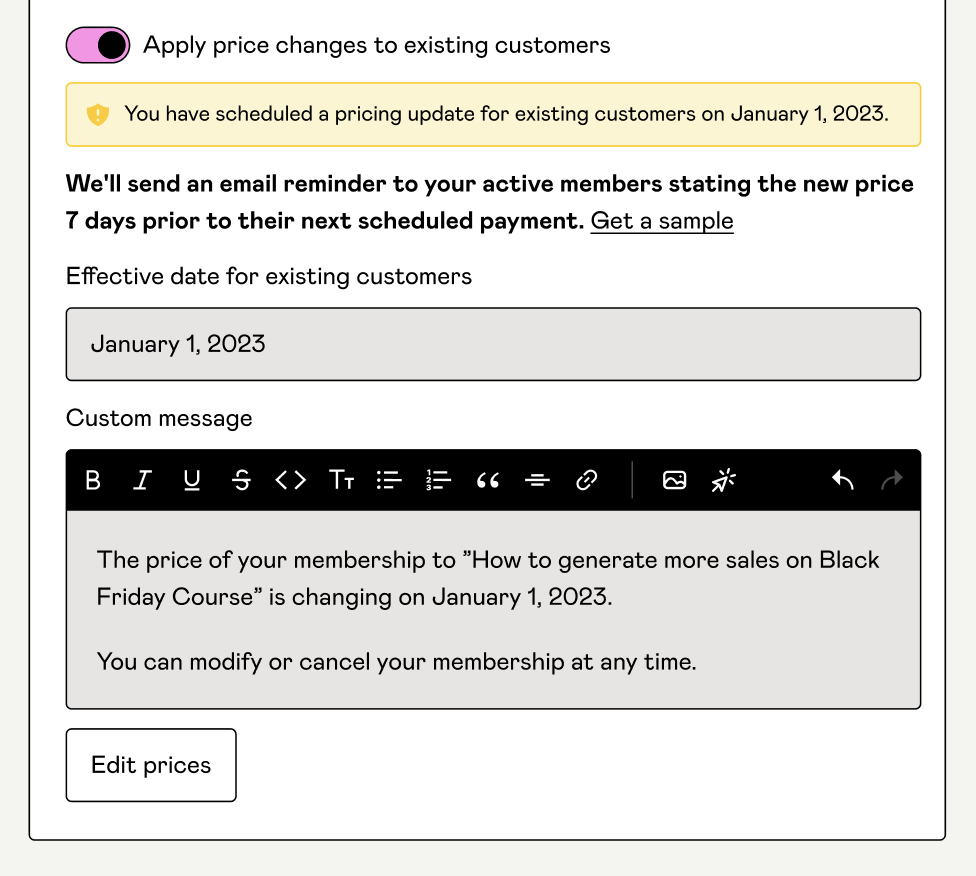 Apply price changes to existing customers
You have scheduled a pricing update for existing customers on January 1, 2023.
We'll send an email reminder to your active members stating the new price
7 days prior to their next scheduled payment. Get a sample
Effective date for existing customers
January 1, 2023
Custom message
The price of your membership to ”How to generate more sales on Black
Friday Course” is changing on January 1, 2023.
You can modify or cancel your membership at any time.
Edit prices